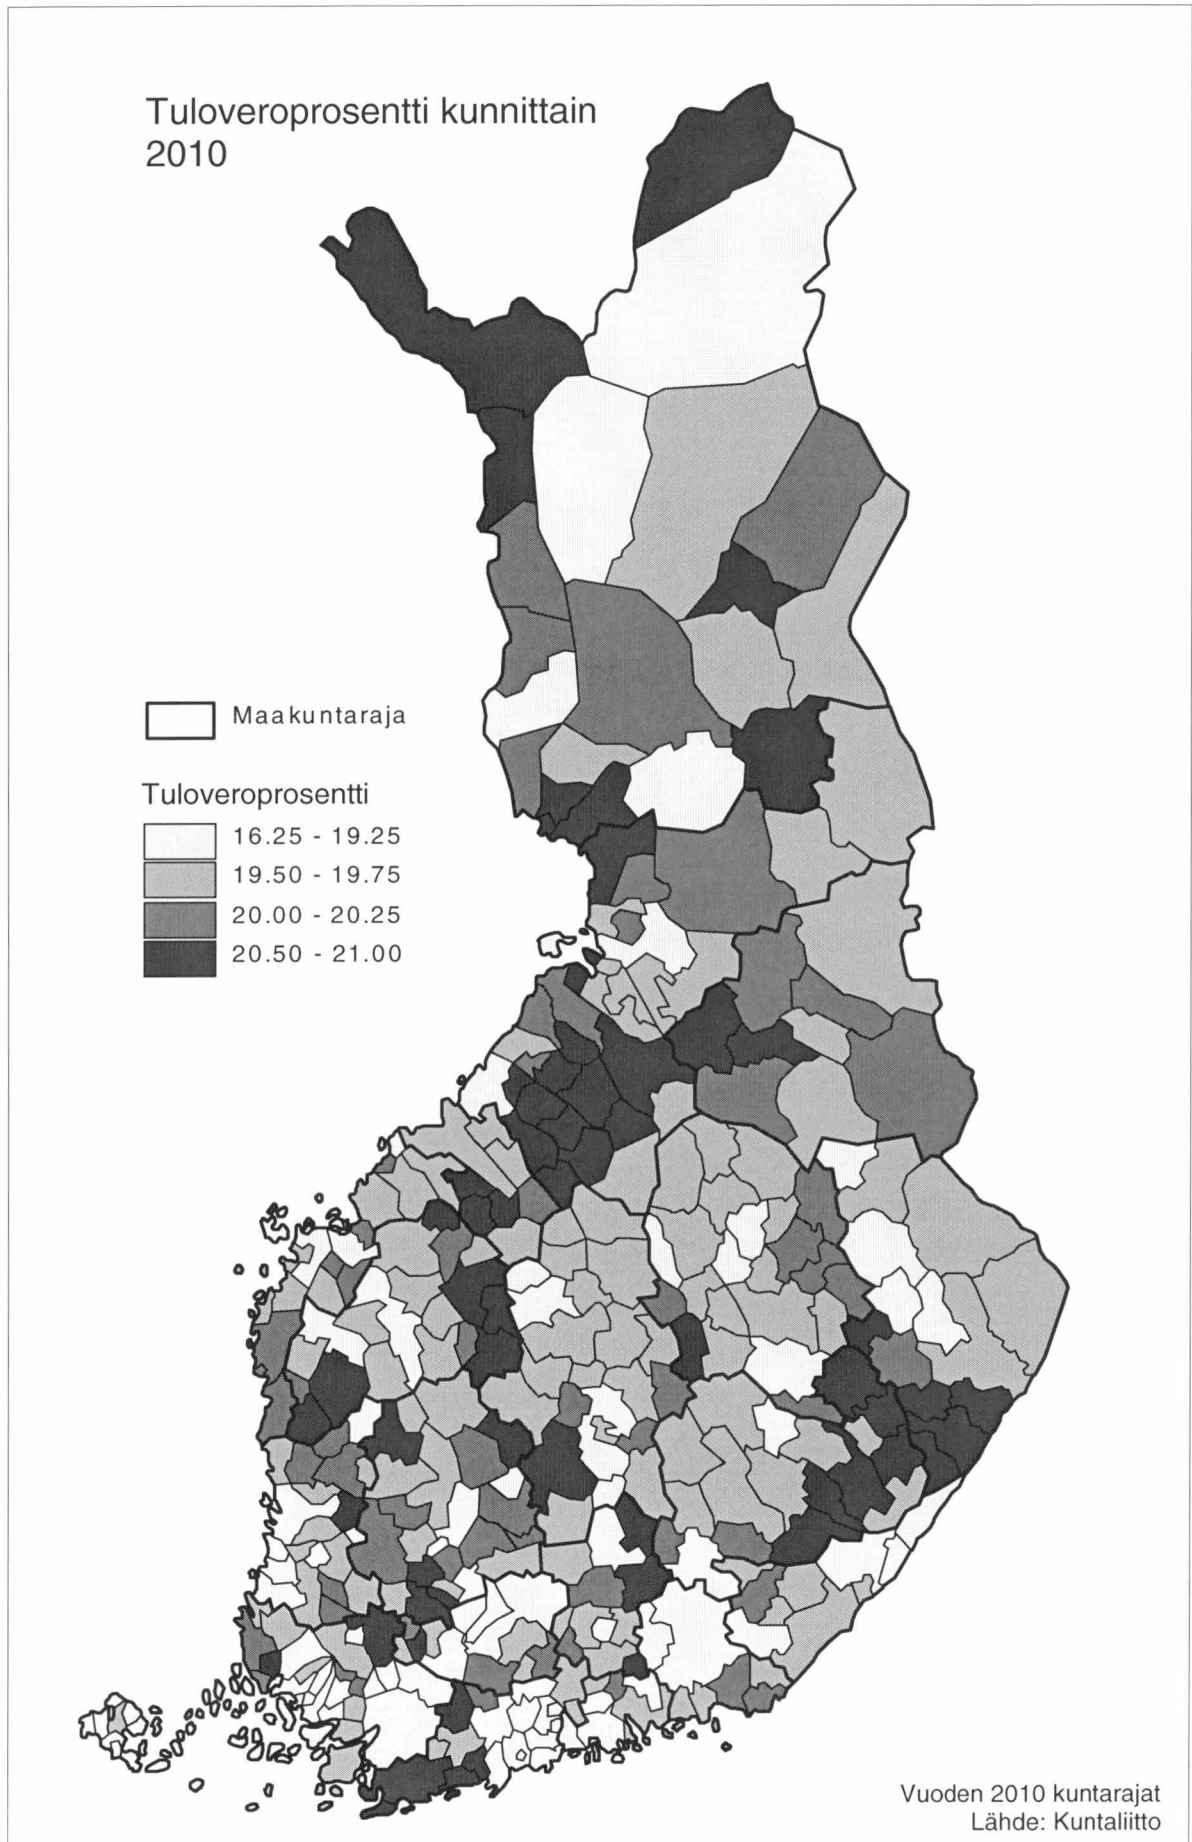 Tuloveroprosentti kunnittain
2010
Maakuntaraja
Tuloveroprosentti
16.25 - 19.25
19.50 - 19.75
20.00 - 20.25
20.50 - 21.00
Vuoden 2010 kuntarajat
Lähde: Kuntaliitto